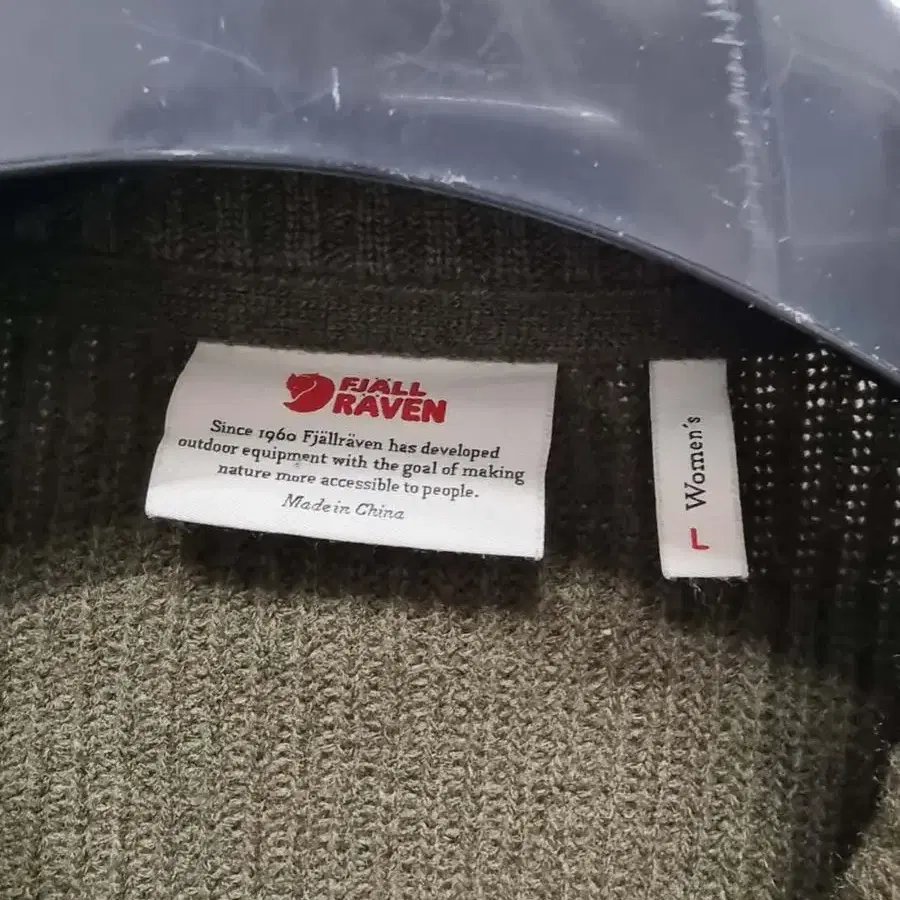 FJÄLL
RÄVEN
Since 1960 Fjällräven has developed
outdoor equipment with the goal of making
nature more accessible to people.
Made in China
Women's
L